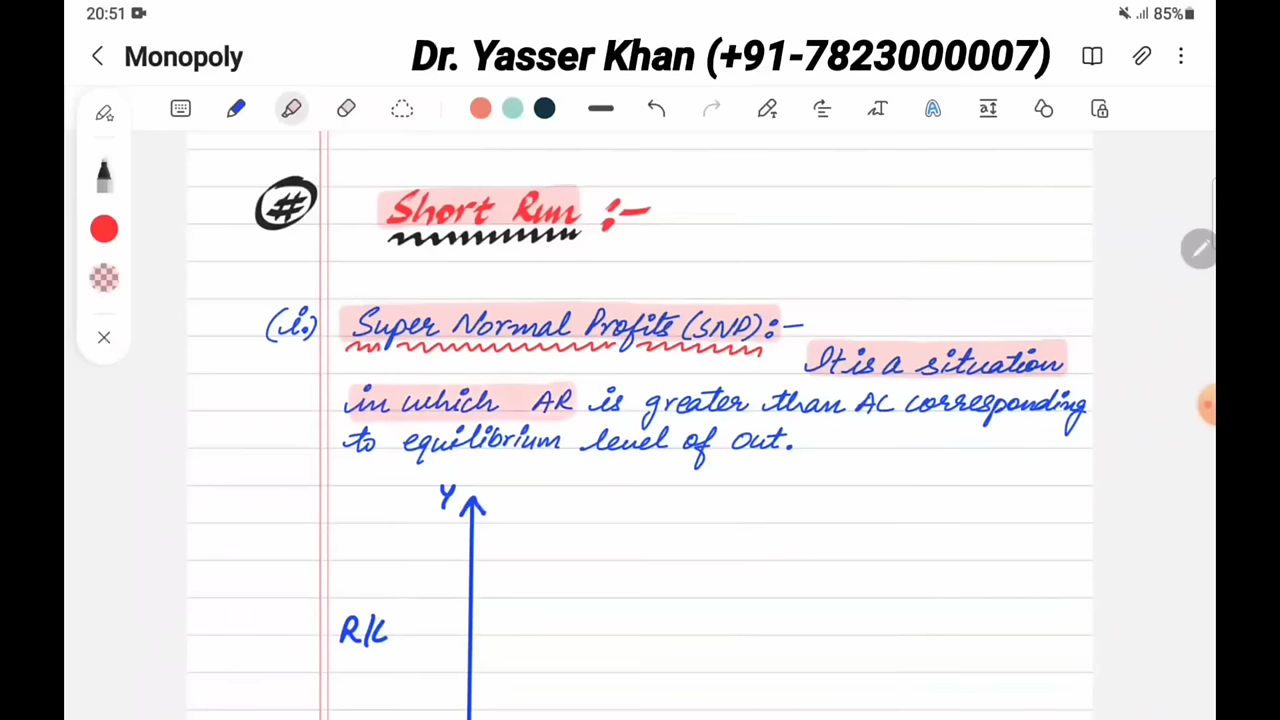 20:51
85%
Monopoly
Dr. Yasser Khan (+91-7823000007)
# Short Run :-
(i.) Super Normal Profits (SNP):-
It is a situation
in which AR is greater than AC corresponding
to equilibrium level of out.
Y
R/C